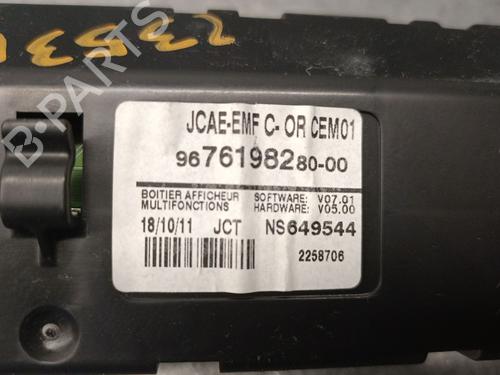 JCAE-EMF C- OR CEM01
9676198280-00
BOITIER AFFICHEUR SOFTWARE: V07.01
MULTIFONCTIONS HARDWARE: V05.00
18/10/11 JCT NS649544
2258706